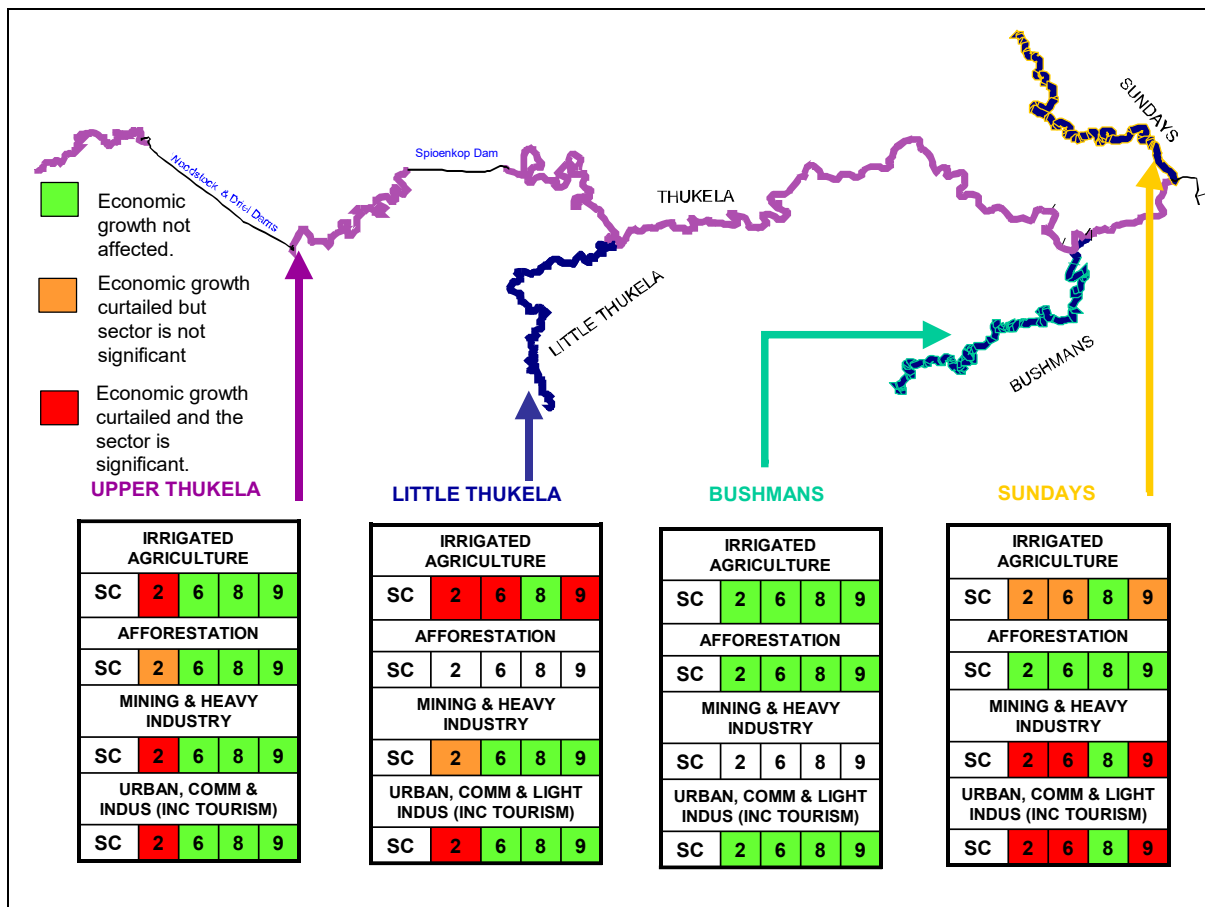 SUNDAYS
Noodstock & Driel Dams
Spioenkop Dam
THUKELA
LITTLE THUKELA
BUSHMANS
Economic
growth not
affected.
Economic growth
curtailed but
sector is not
significant
Economic growth
curtailed and the
sector is
significant.
UPPER THUKELA
LITTLE THUKELA
BUSHMANS
SUNDAYS
IRRIGATED
AGRICULTURE
SC 2 6 8 9
AFFORESTATION
SC 2 6 8 9
MINING & HEAVY
INDUSTRY
SC 2 6 8 9
URBAN, COMM &
INDUS (INC TOURISM)
SC 2 6 8 9
IRRIGATED
AGRICULTURE
SC 2 6 8 9
AFFORESTATION
SC 2 6 8 9
MINING & HEAVY
INDUSTRY
SC 2 6 8 9
URBAN, COMM & LIGHT
INDUS (INC TOURISM)
SC 2 6 8 9
IRRIGATED
AGRICULTURE
SC 2 6 8 9
AFFORESTATION
SC 2 6 8 9
MINING & HEAVY
INDUSTRY
SC 2 6 8 9
URBAN, COMM & LIGHT
INDUS (INC TOURISM)
SC 2 6 8 9
IRRIGATED
AGRICULTURE
SC 2 6 8 9
AFFORESTATION
SC 2 6 8 9
MINING & HEAVY
INDUSTRY
SC 2 6 8 9
URBAN, COMM & LIGHT
INDUS (INC TOURISM)
SC 2 6 8 9